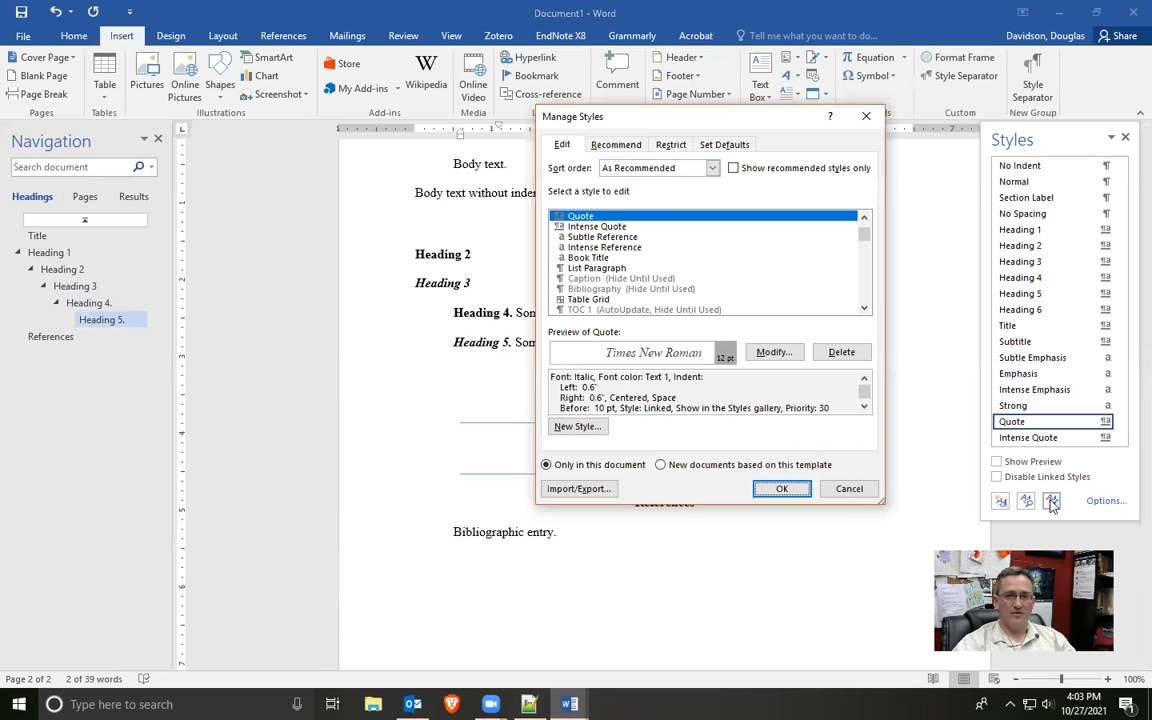 Document1 - Word
Davidson, Douglas
Share
File
Home
Insert
Design
Layout
References
Mailings
Review
View
Zotero
EndNote X8
Grammarly
Acrobat
Tell me what you want to do...
Cover Page
Blank Page
Page Break
Pages
Table
Tables
Pictures
Online Pictures
Shapes
SmartArt
Chart
Screenshot
Illustrations
Store
My Add-ins
Wikipedia
Add-ins
Online Video
Media
Hyperlink
Bookmark
Cross-reference
Comment
Header
Footer
Page Number
Text Box
Equation
Symbol
Format Frame
Style Separator
Custom
Style Separator
New Group
Navigation
Search document
Headings
Pages
Results
Title
Heading 1
Heading 2
Heading 3
Heading 4.
Heading 5.
References
Body text.
Heading 2
Heading 3
Bibliographic entry.
Manage Styles
Edit
Recommend
Restrict
Set Defaults
Sort order:
As Recommended
Show recommended styles only
Select a style to edit
Quote
Intense Quote
Subtle Reference
Intense Reference
Book Title
List Paragraph
Caption (Hide Until Used)
Bibliography (Hide Until Used)
Table Grid
TOC 1 (AutoUpdate, Hide Until Used)
Preview of Quote:
Times New Roman
12 pt
Modify...
Delete
Font: Italic, Font color: Text 1, Indent:
Left: 0.6"
Right: 0.6", Centered, Space
Before: 10 pt, Style: Linked, Show in the Styles gallery, Priority: 30
New Style...
Only in this document
New documents based on this template
Import/Export...
OK
Cancel
Styles
No Indent
Normal
Section Label
No Spacing
Heading 1
Heading 2
Heading 3
Heading 4
Heading 5
Heading 6
Title
Subtitle
Subtle Emphasis
Emphasis
Intense Emphasis
Strong
Quote
Intense Quote
Show Preview
Disable Linked Styles
Options...
Page 2 of 2
2 of 39 words
100%
Type here to search
4:03 PM
10/27/2021